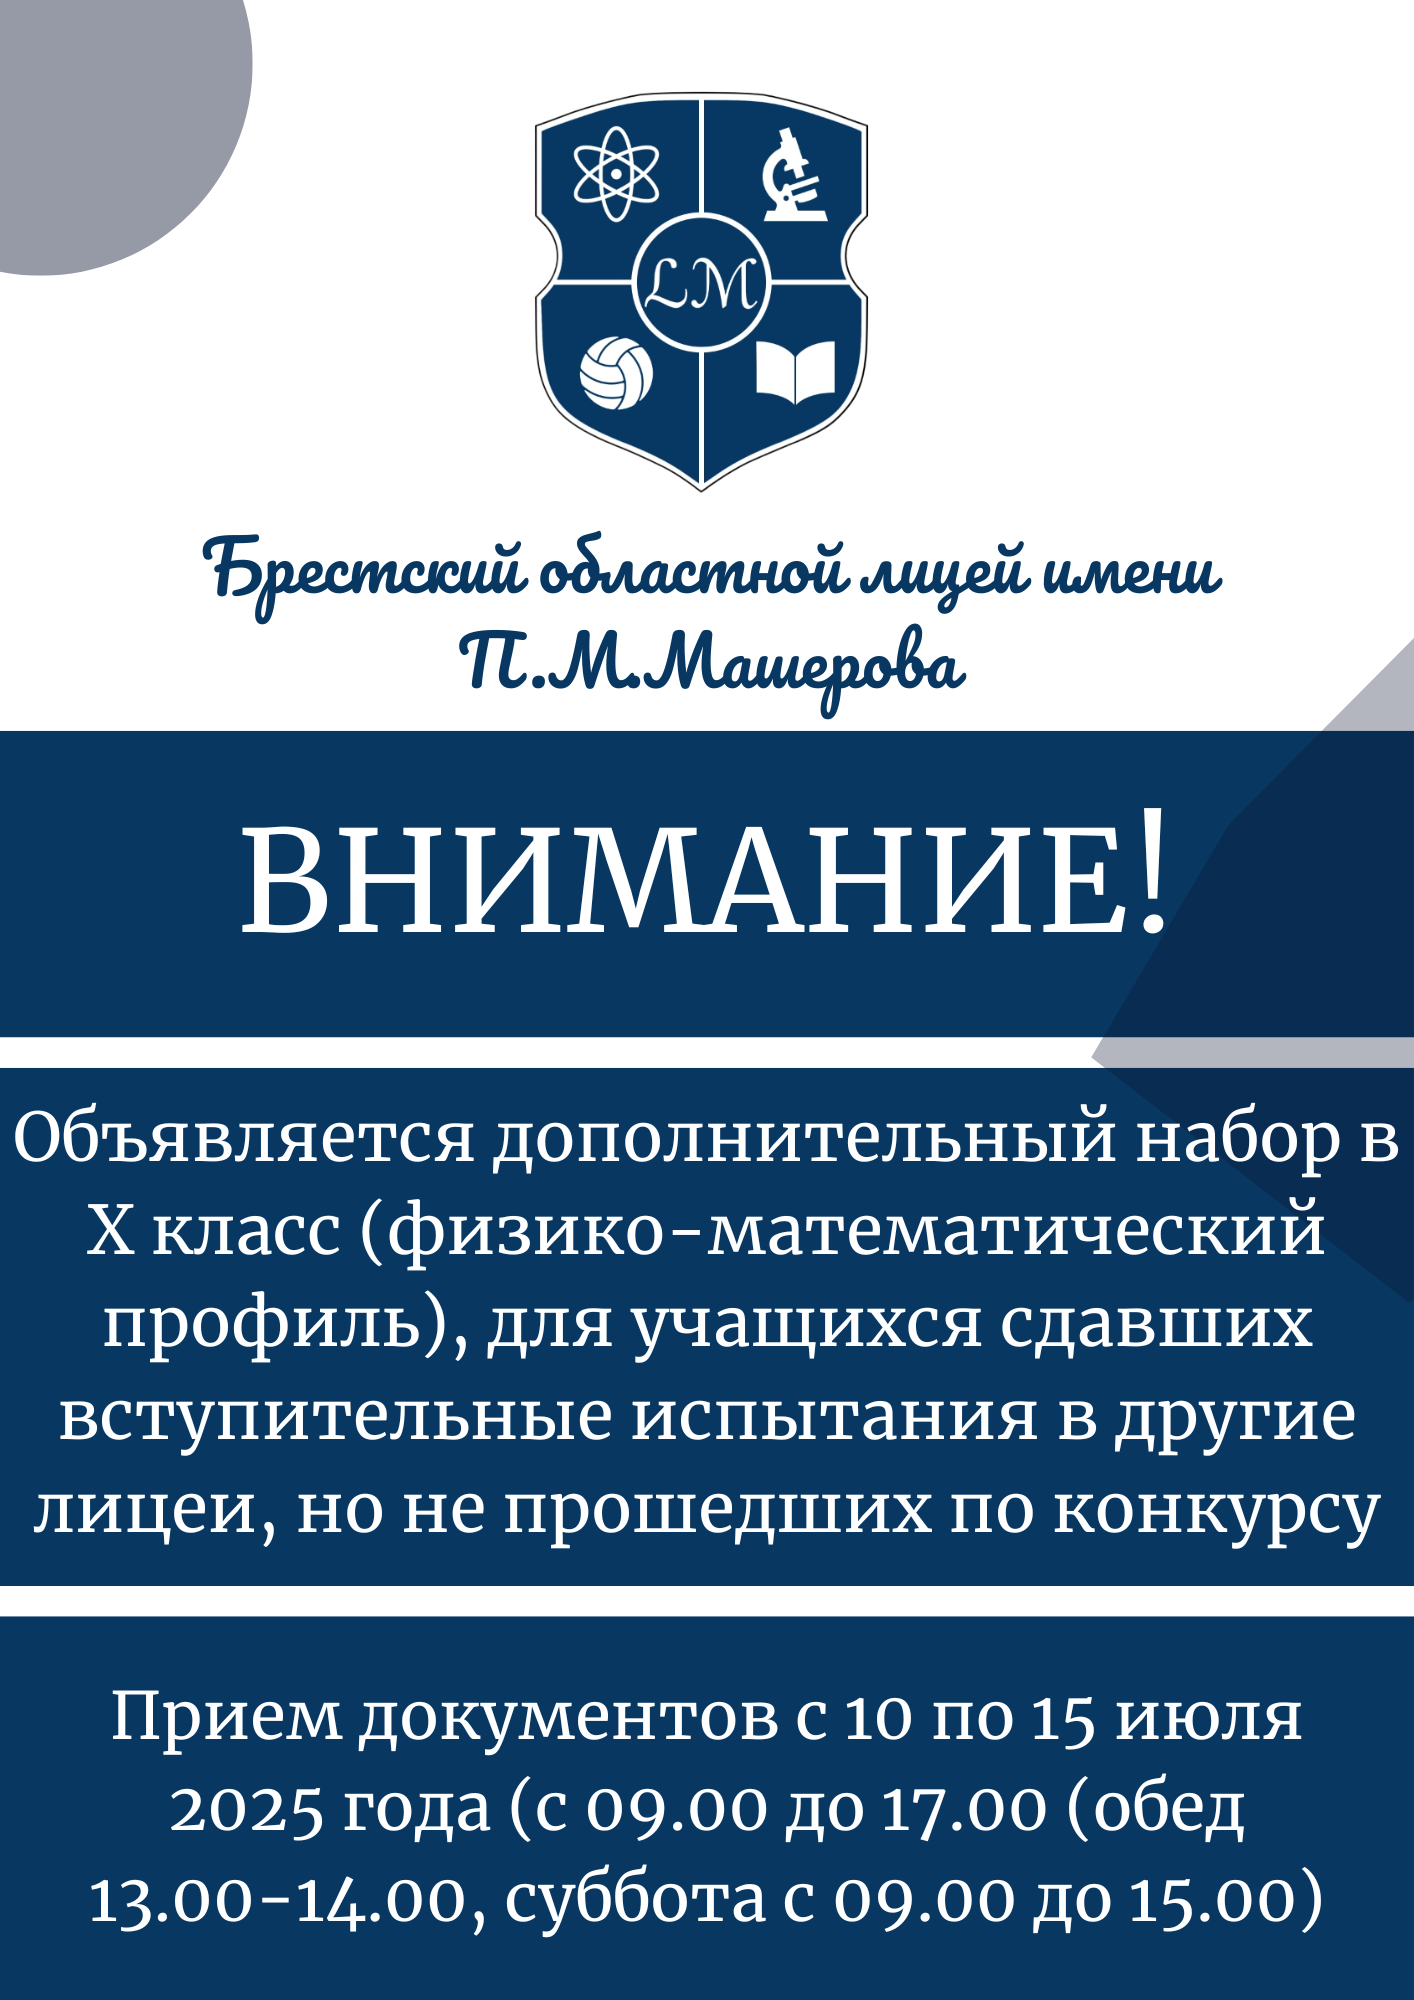 LM
Брестский областной лицей имени
П.М.Машерова
ВНИМАНИЕ!
Объявляется дополнительный набор в
X класс (физико-математический
профиль), для учащихся сдавших
вступительные испытания в другие
лицеи, но не прошедших по конкурсу
Прием документов с 10 по 15 июля
2025 года (с 09.00 до 17.00 (обед
13.00-14.00, суббота с 09.00 до 15.00)